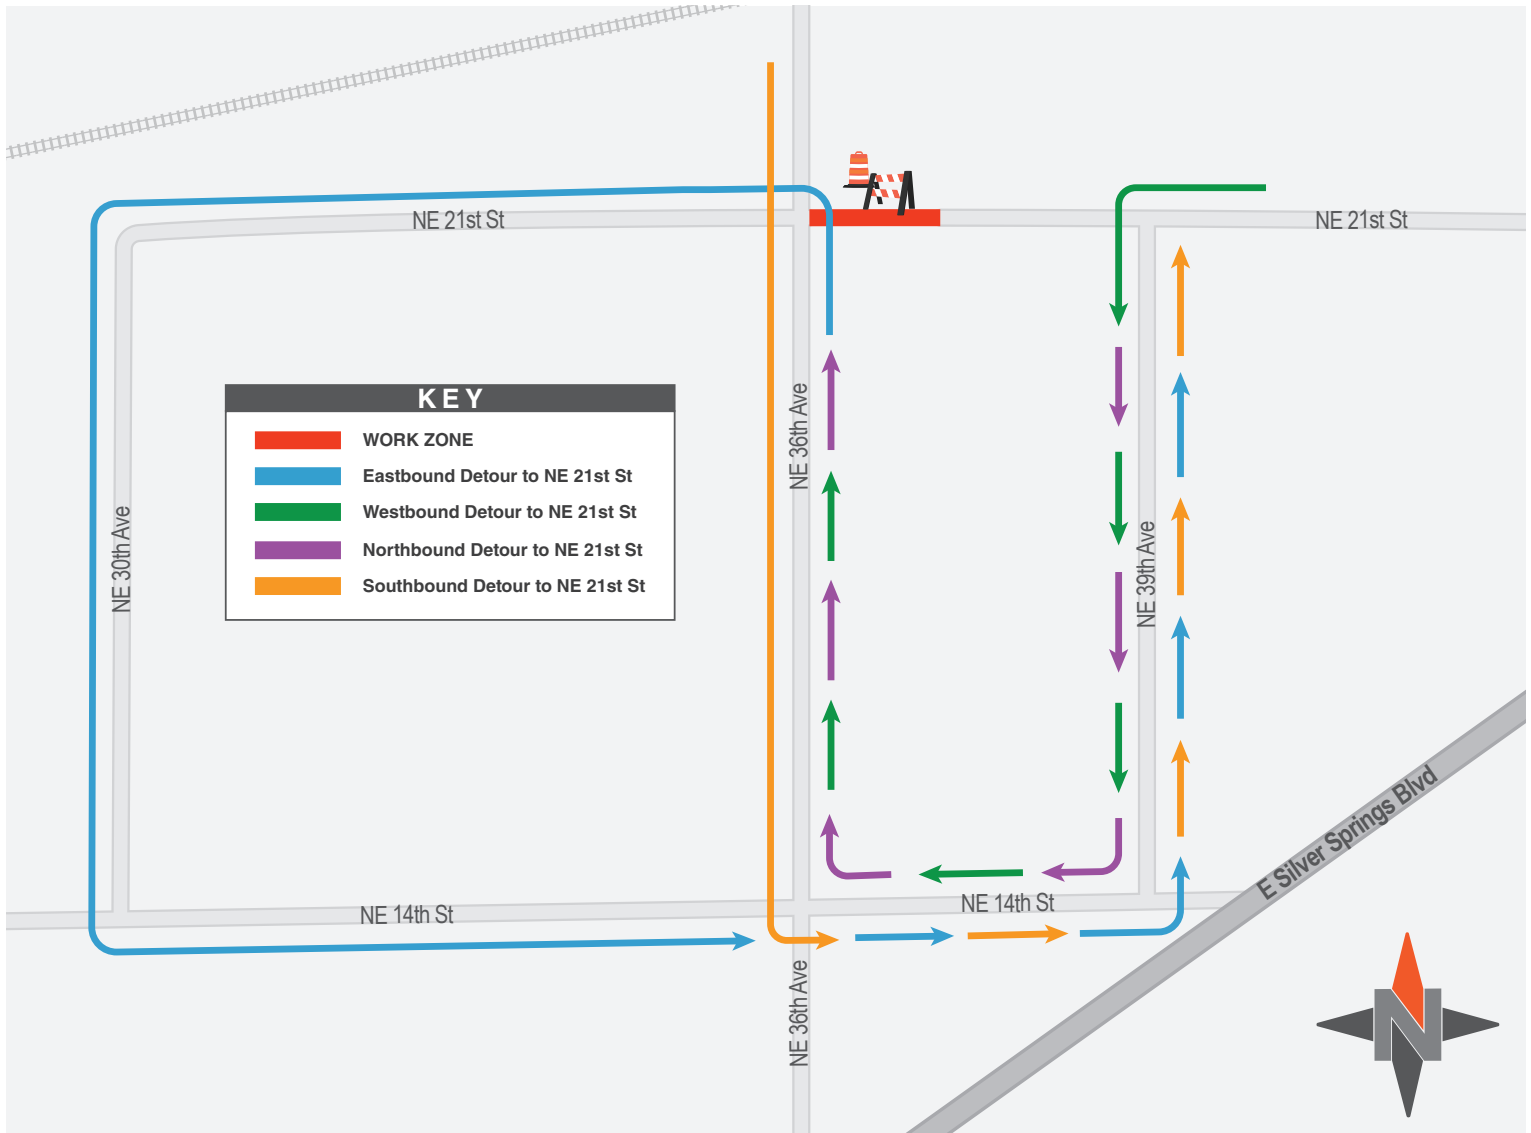 NE 21st St
NE 21st St
KEY
WORK ZONE
Eastbound Detour to NE 21st St
Westbound Detour to NE 21st St
Northbound Detour to NE 21st St
Southbound Detour to NE 21st St
NE 36th Ave
NE 30th Ave
NE 39th Ave
E Silver Springs Blvd
NE 14th St
NE 14th St
NE 36th Ave
N